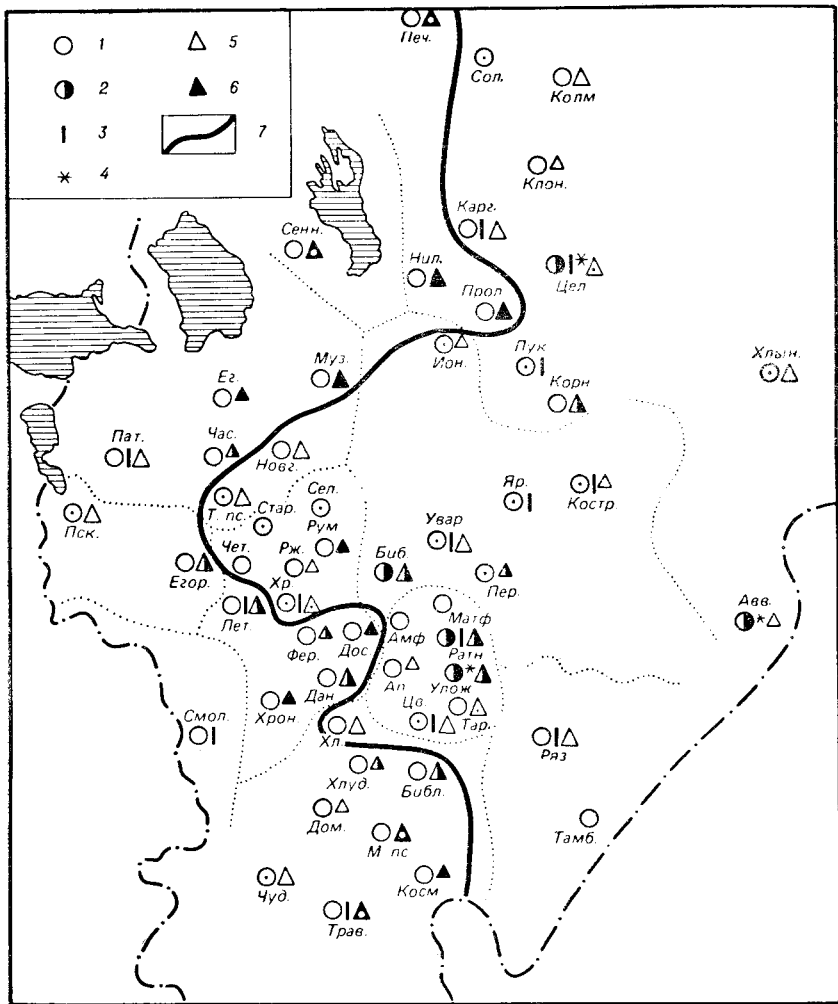 1
5
2
6
3
7
4
Печ.
Сол.
Колм
Клон.
Карг.
Сенн.
Нил.
Цел
Прол
Ион.
Пук
Хлын.
Муз.
Корн
Ег.
Пат.
Час.
Новг.
Яр.
Костр.
Сел.
Т. пс.
Стар.
Пск.
Рум
Увар
Чет.
Рж.
Биб.
Пер.
Егор.
Хр
Лет.
Матф
Авв.
Фер.
Дос.
Амф
Ратн
Ап
Улож
Дан
Цв.
Тар.
Хрон.
Смол.
Хл.
Ряз
Хлуд.
Библ.
Дом.
Тамб.
М пс
Чуд.
Косм
Трав.